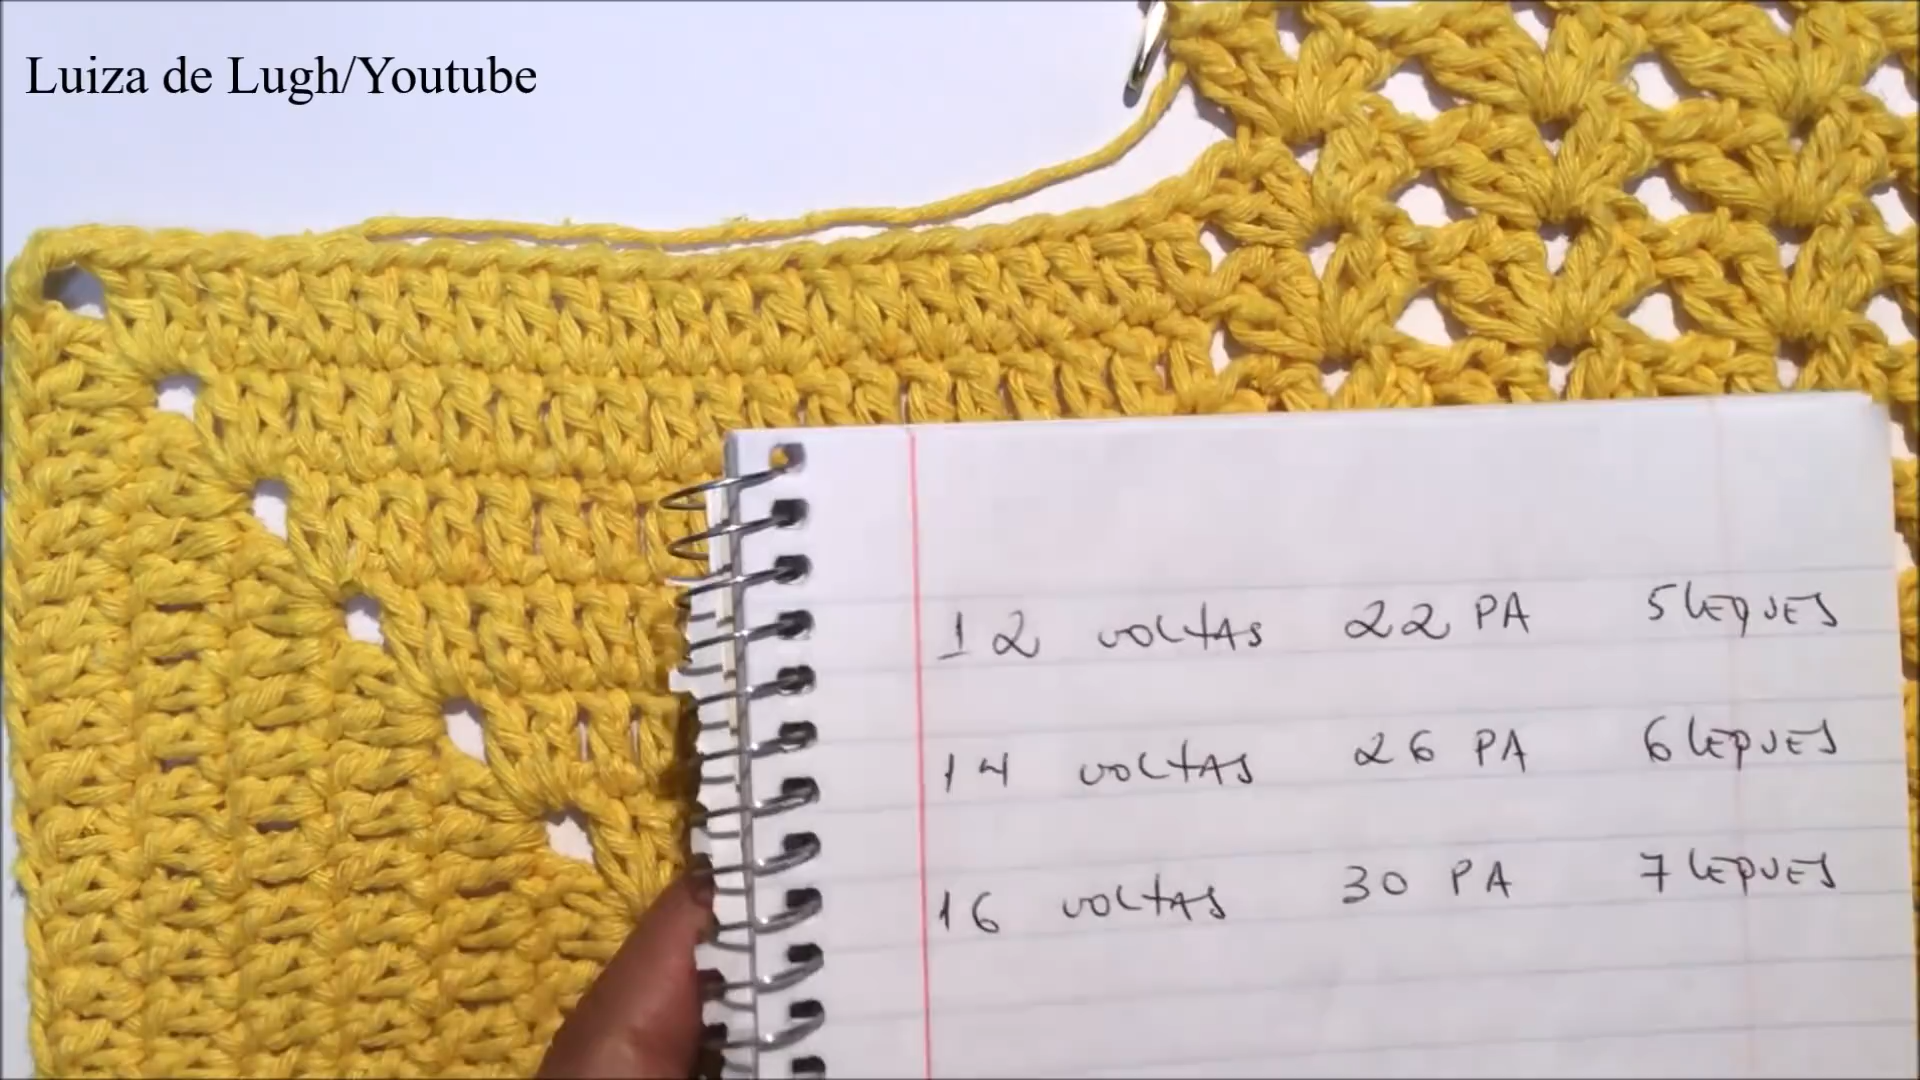 Luiza de Lugh/Youtube
12 VOLTAS 22 PA 5 LEQUES
14 VOLTAS 26 PA 6 LEQUES
16 VOLTAS 30 PA 7 LEQUES